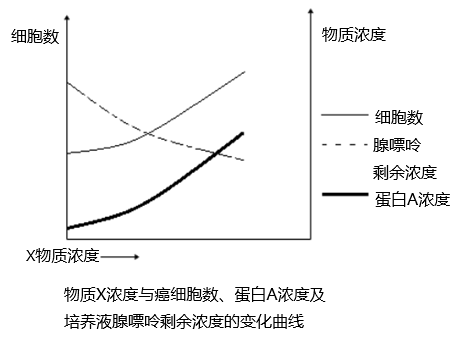 细胞数
物质浓度
细胞数
腺嘌呤
剩余浓度
蛋白A浓度
X物质浓度
物质X浓度与癌细胞数、蛋白A浓度及
培养液腺嘌呤剩余浓度的变化曲线